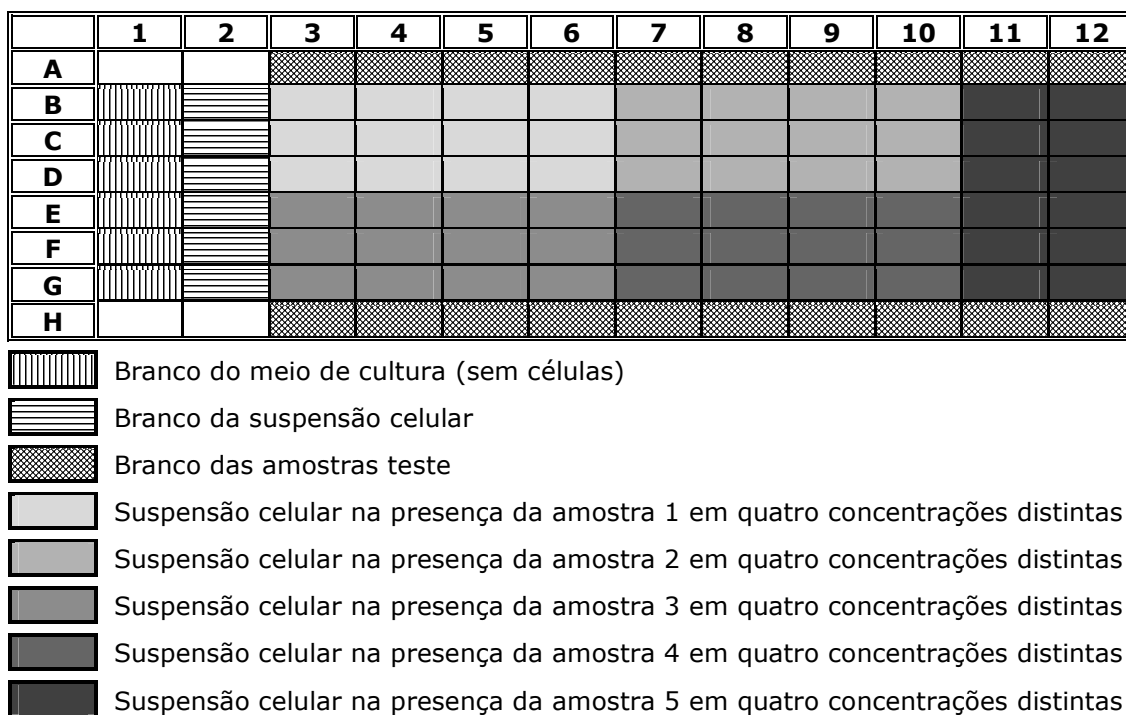 1 2 3 4 5 6 7 8 9 10 11 12
A
B
C
D
E
F
G
H
Branco do meio de cultura (sem células)
Branco da suspensão celular
Branco das amostras teste
Suspensão celular na presença da amostra 1 em quatro concentrações distintas
Suspensão celular na presença da amostra 2 em quatro concentrações distintas
Suspensão celular na presença da amostra 3 em quatro concentrações distintas
Suspensão celular na presença da amostra 4 em quatro concentrações distintas
Suspensão celular na presença da amostra 5 em quatro concentrações distintas